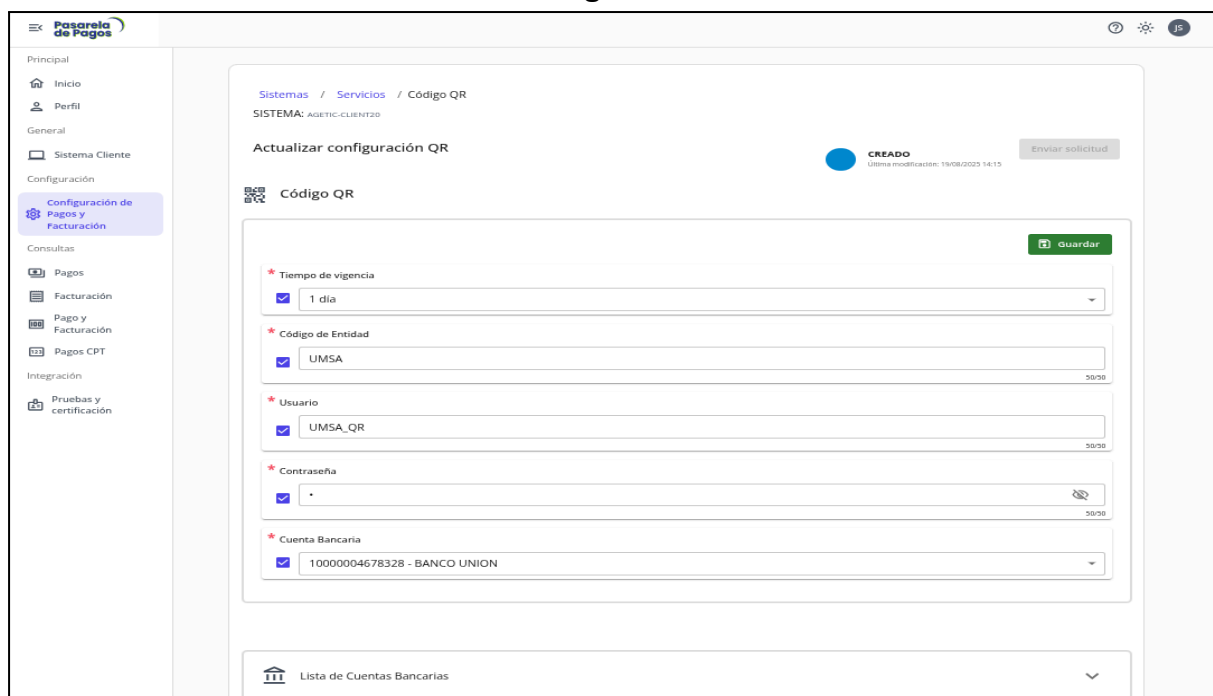 Pasarela
de Pagos
JS
Principal
Inicio
Perfil
General
Sistema Cliente
Configuración
Configuración de
Pagos y
Facturación
Consultas
Pagos
Facturación
Pago y
Facturación
Pagos CPT
Integración
Pruebas y
certificación
Sistemas / Servicios / Código QR
SISTEMA: AGETIC-CLIENT20
Actualizar configuración QR
CREADO
Última modificación: 19/08/2025 14:15
Enviar solicitud
Código QR
Guardar
* Tiempo de vigencia
1 día
* Código de Entidad
UMSA
50/50
* Usuario
UMSA_QR
50/50
* Contraseña
•
50/50
* Cuenta Bancaria
10000004678328 - BANCO UNION
Lista de Cuentas Bancarias